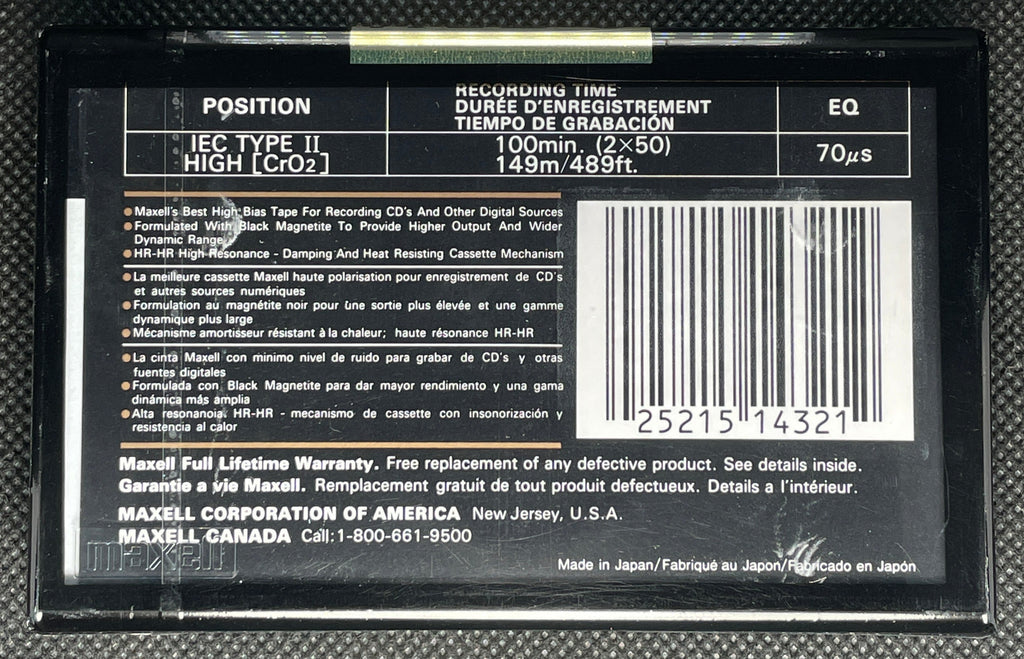 POSITION
RECORDING TIME
DURÉE D'ENREGISTREMENT
TIEMPO DE GRABACIÓN
EQ
IEC TYPE II
HIGH [CrO2]
100min. (2×50)
149m/489ft.
70μs
Maxell's Best High Bias Tape For Recording CD's And Other Digital Sources
Formulated With Black Magnetite To Provide Higher Output And Wider
Dynamic Range
HR-HR High Resonance - Damping And Heat Resisting Cassette Mechanism
La meilleure cassette Maxell haute polarisation pour enregistrement de CD's
et autres sources numériques
Formulation au magnétite noir pour une sortie plus élevée et une gamme
dynamique plus large
Mécanisme amortisseur résistant à la chaleur; haute résonance HR-HR
La cinta Maxell con minimo nivel de ruido para grabar de CD's y otras
fuentes digitales
Formulada con Black Magnetite para dar mayor rendimiento y una gama
dinámica más amplia
Alta resonanoia HR-HR - mecanismo de cassette con insonorización y
resistencia al calor
25215 14321
Maxell Full Lifetime Warranty. Free replacement of any defective product. See details inside.
Garantie a vie Maxell. Remplacement gratuit de tout produit defectueux. Details a l'intérieur.
MAXELL CORPORATION OF AMERICA New Jersey, U.S.A.
MAXELL CANADA Call:1-800-661-9500
maxell
Made in Japan/Fabriqué au Japon/Fabricado en Japón